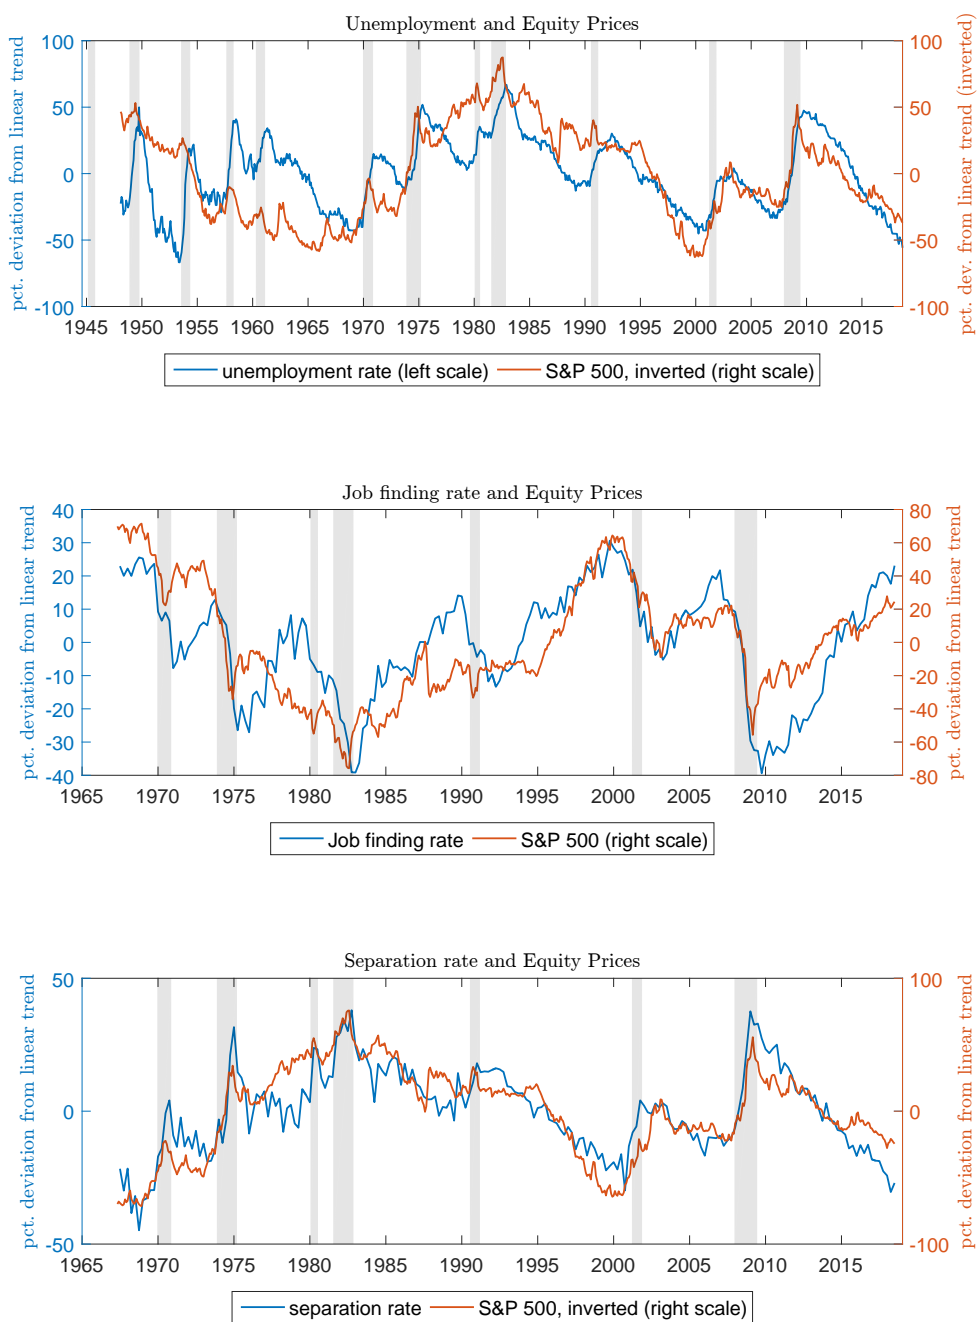 Unemployment and Equity Prices
pct. deviation from linear trend
100
50
0
-50
-100
100
50
0
-50
-100
pct. dev. from linear trend (inverted)
1945 1950 1955 1960 1965 1970 1975 1980 1985 1990 1995 2000 2005 2010 2015
unemployment rate (left scale) S&P 500, inverted (right scale)
Job finding rate and Equity Prices
pct. deviation from linear trend
40
30
20
10
0
-10
-20
-30
-40
80
60
40
20
0
-20
-40
-60
-80
pct. deviation from linear trend
1965 1970 1975 1980 1985 1990 1995 2000 2005 2010 2015
Job finding rate S&P 500 (right scale)
Separation rate and Equity Prices
pct. deviation from linear trend
50
0
-50
100
50
0
-50
-100
pct. deviation from linear trend
1965 1970 1975 1980 1985 1990 1995 2000 2005 2010 2015
separation rate S&P 500, inverted (right scale)